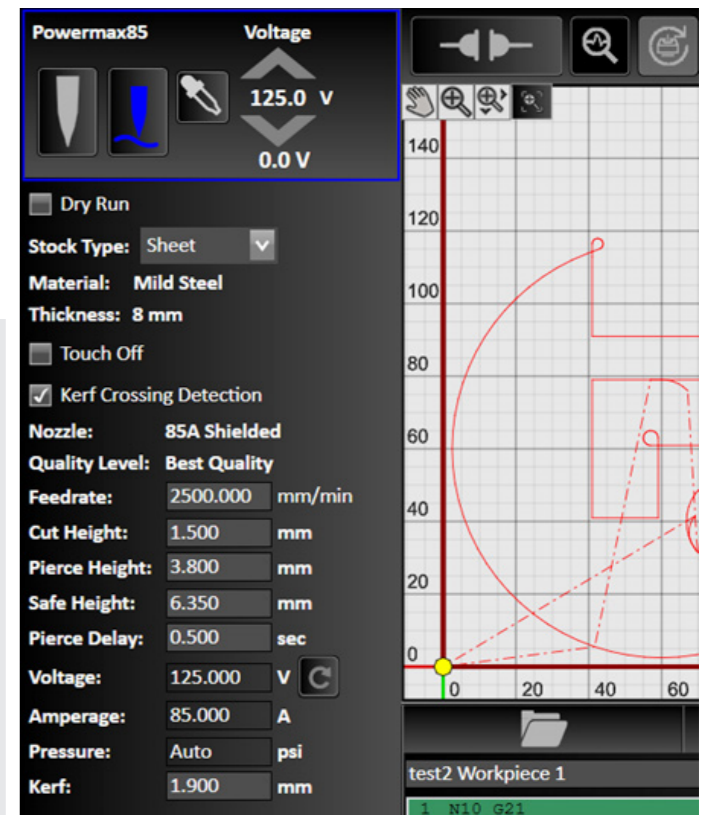 Powermax85 Voltage
125.0 V
0.0 V
Dry Run
Stock Type: Sheet
Material: Mild Steel
Thickness: 8 mm
Touch Off
Kerf Crossing Detection
Nozzle: 85A Shielded
Quality Level: Best Quality
Feedrate: 2500.000 mm/min
Cut Height: 1.500 mm
Pierce Height: 3.800 mm
Safe Height: 6.350 mm
Pierce Delay: 0.500 sec
Voltage: 125.000 V
Amperage: 85.000 A
Pressure: Auto psi
Kerf: 1.900 mm
140
120
100
80
60
40
20
0
0 20 40 60
test2 Workpiece 1
1 N10 G21